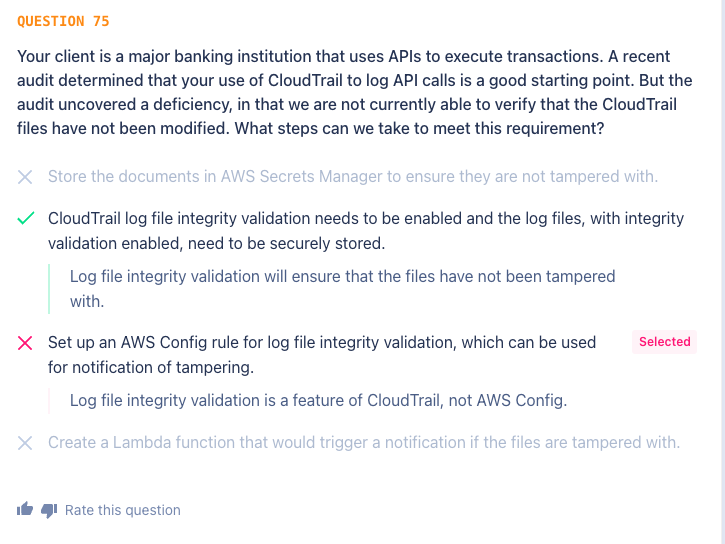 QUESTION 75
Your client is a major banking institution that uses APIs to execute transactions. A recent
audit determined that your use of CloudTrail to log API calls is a good starting point. But the
audit uncovered a deficiency, in that we are not currently able to verify that the CloudTrail
files have not been modified. What steps can we take to meet this requirement?
Store the documents in AWS Secrets Manager to ensure they are not tampered with.
CloudTrail log file integrity validation needs to be enabled and the log files, with integrity
validation enabled, need to be securely stored.
Log file integrity validation will ensure that the files have not been tampered
with.
Set up an AWS Config rule for log file integrity validation, which can be used
for notification of tampering.
Selected
Log file integrity validation is a feature of CloudTrail, not AWS Config.
Create a Lambda function that would trigger a notification if the files are tampered with.
Rate this question